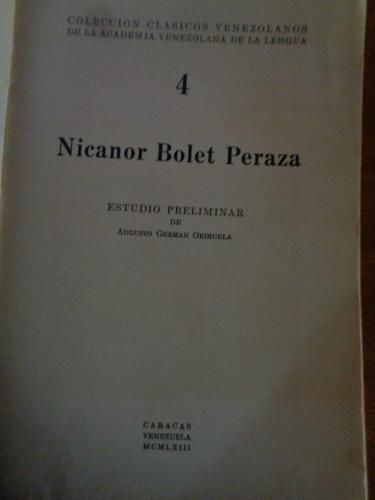 COLECCION CLASICOS VENEZOLANOS
DE LA ACADEMIA VENEZOLANA DE LA LENGUA
4
Nicanor Bolet Peraza
ESTUDIO PRELIMINAR
DE
AUGUSTO GERMAN ORIHUELA
CARACAS
VENEZUELA
MCMLXIII